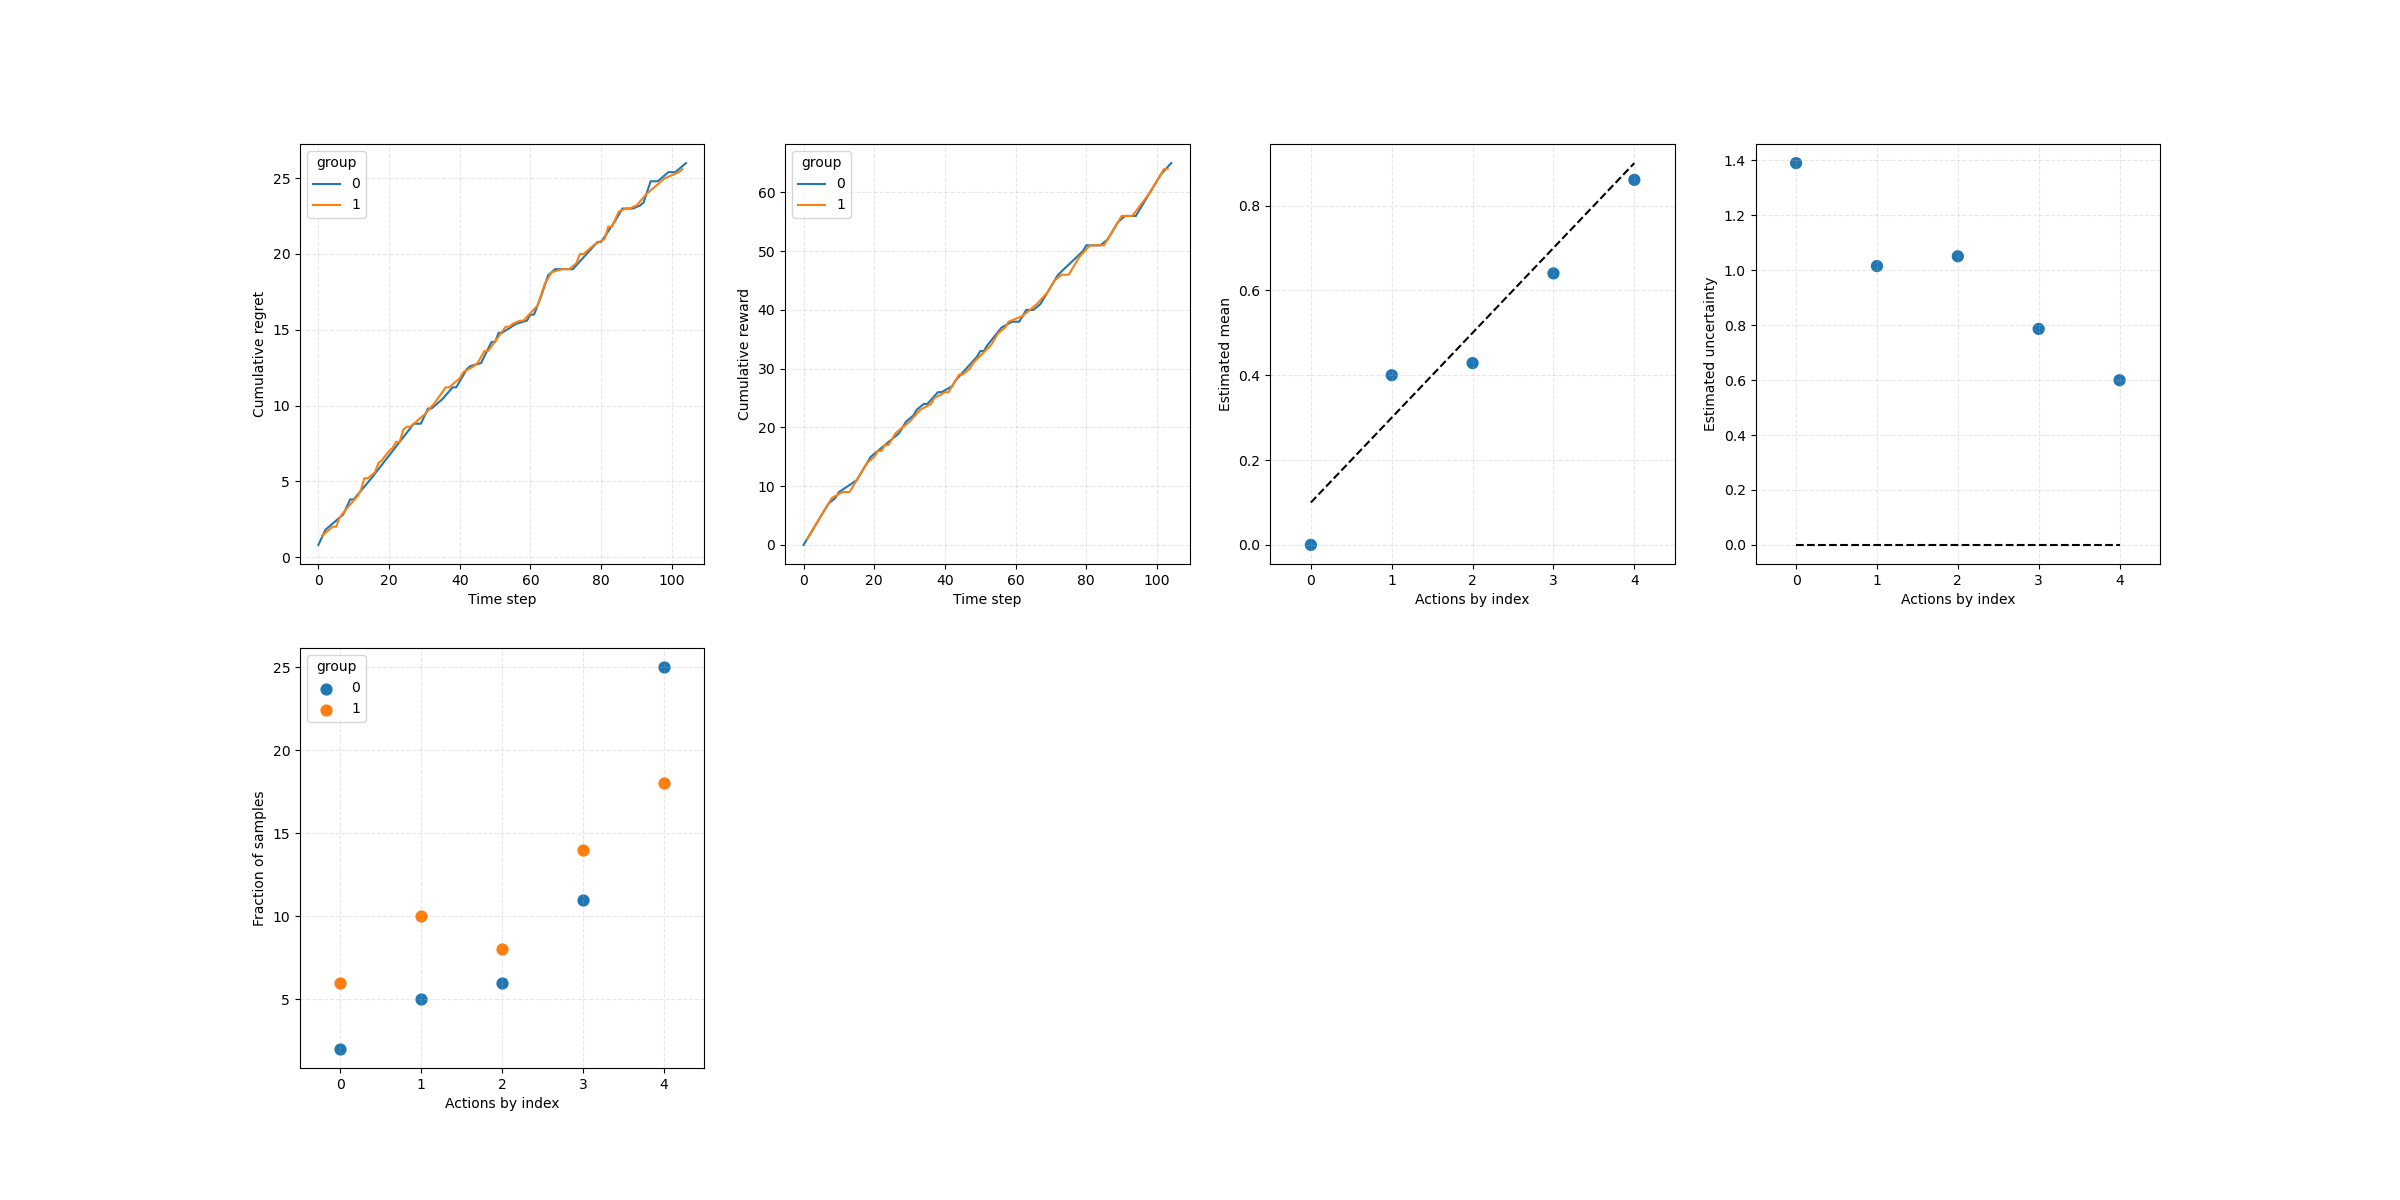 group
0
1
25
20
15
10
5
0
Cumulative regret
0 20 40 60 80 100
Time step
group
0
1
60
50
40
30
20
10
0
Cumulative reward
0 20 40 60 80 100
Time step
0.8
0.6
0.4
0.2
0.0
Estimated mean
0 1 2 3 4
Actions by index
1.4
1.2
1.0
0.8
0.6
0.4
0.2
0.0
Estimated uncertainty
0 1 2 3 4
Actions by index
group
0
1
25
20
15
10
5
Fraction of samples
0 1 2 3 4
Actions by index